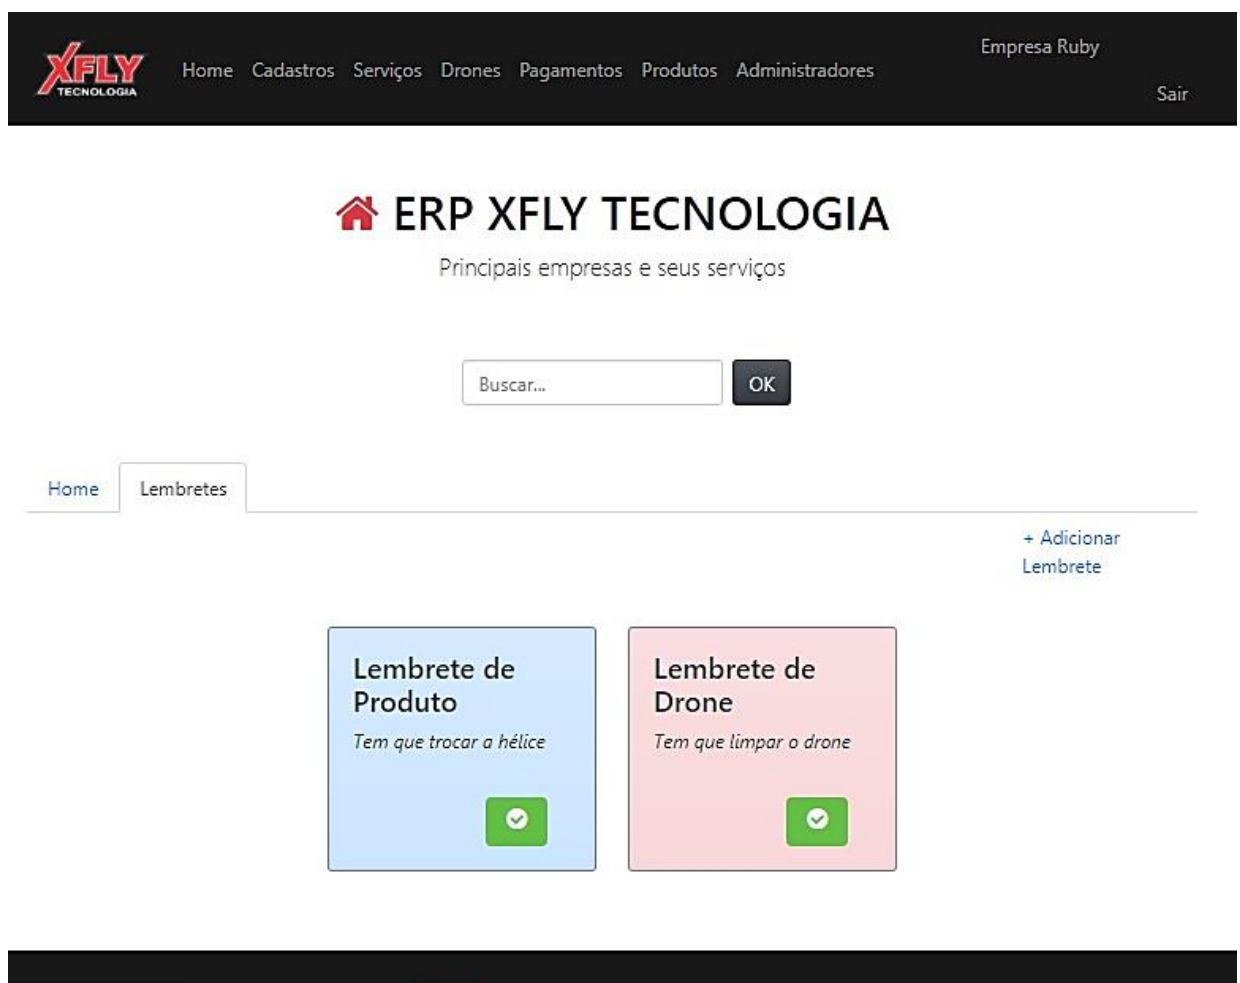 XFLY
TECNOLOGIA
Home Cadastros Serviços Drones Pagamentos Produtos Administradores
Empresa Ruby
Sair
ERP XFLY TECNOLOGIA
Principais empresas e seus serviços
Buscar...
OK
Home
Lembretes
+ Adicionar
Lembrete
Lembrete de
Produto
Tem que trocar a hélice
Lembrete de
Drone
Tem que limpar o drone